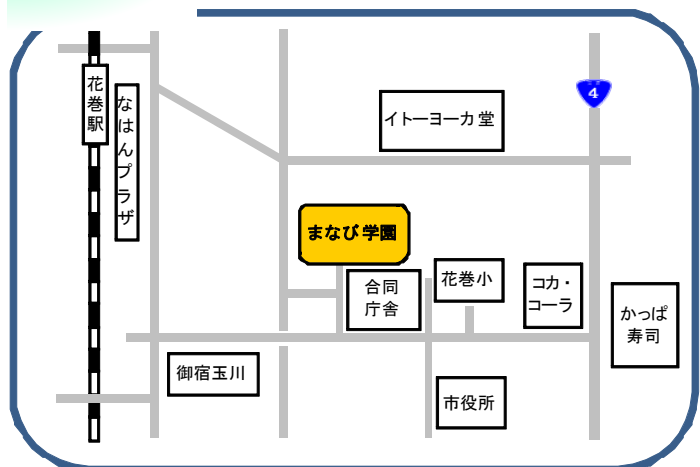 花巻駅
なはんプラザ
4
イトーヨーカ堂
まなび学園
合同
庁舎
花巻小
コカ・
コーラ
かっぱ
寿司
御宿玉川
市役所